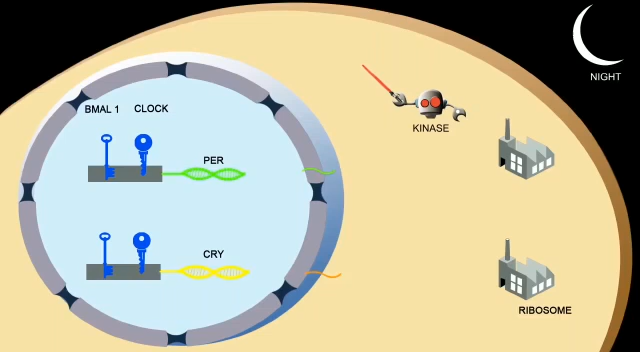 NIGHT
BMAL 1
CLOCK
KINASE
PER
CRY
RIBOSOME